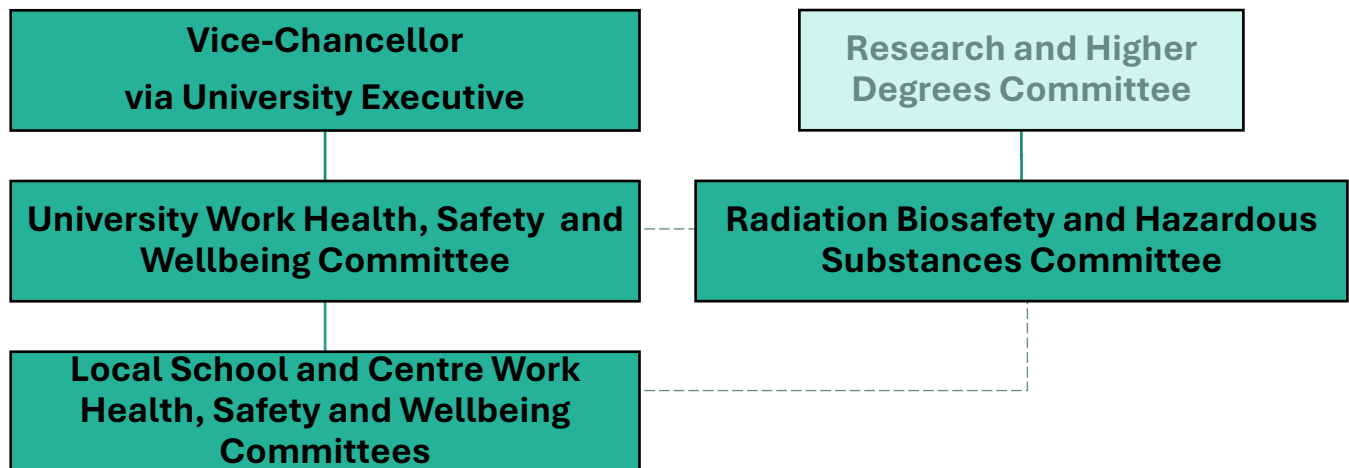 Vice-Chancellor
via University Executive
Research and Higher
Degrees Committee
University Work Health, Safety and
Wellbeing Committee
Radiation Biosafety and Hazardous
Substances Committee
Local School and Centre Work
Health, Safety and Wellbeing
Committees